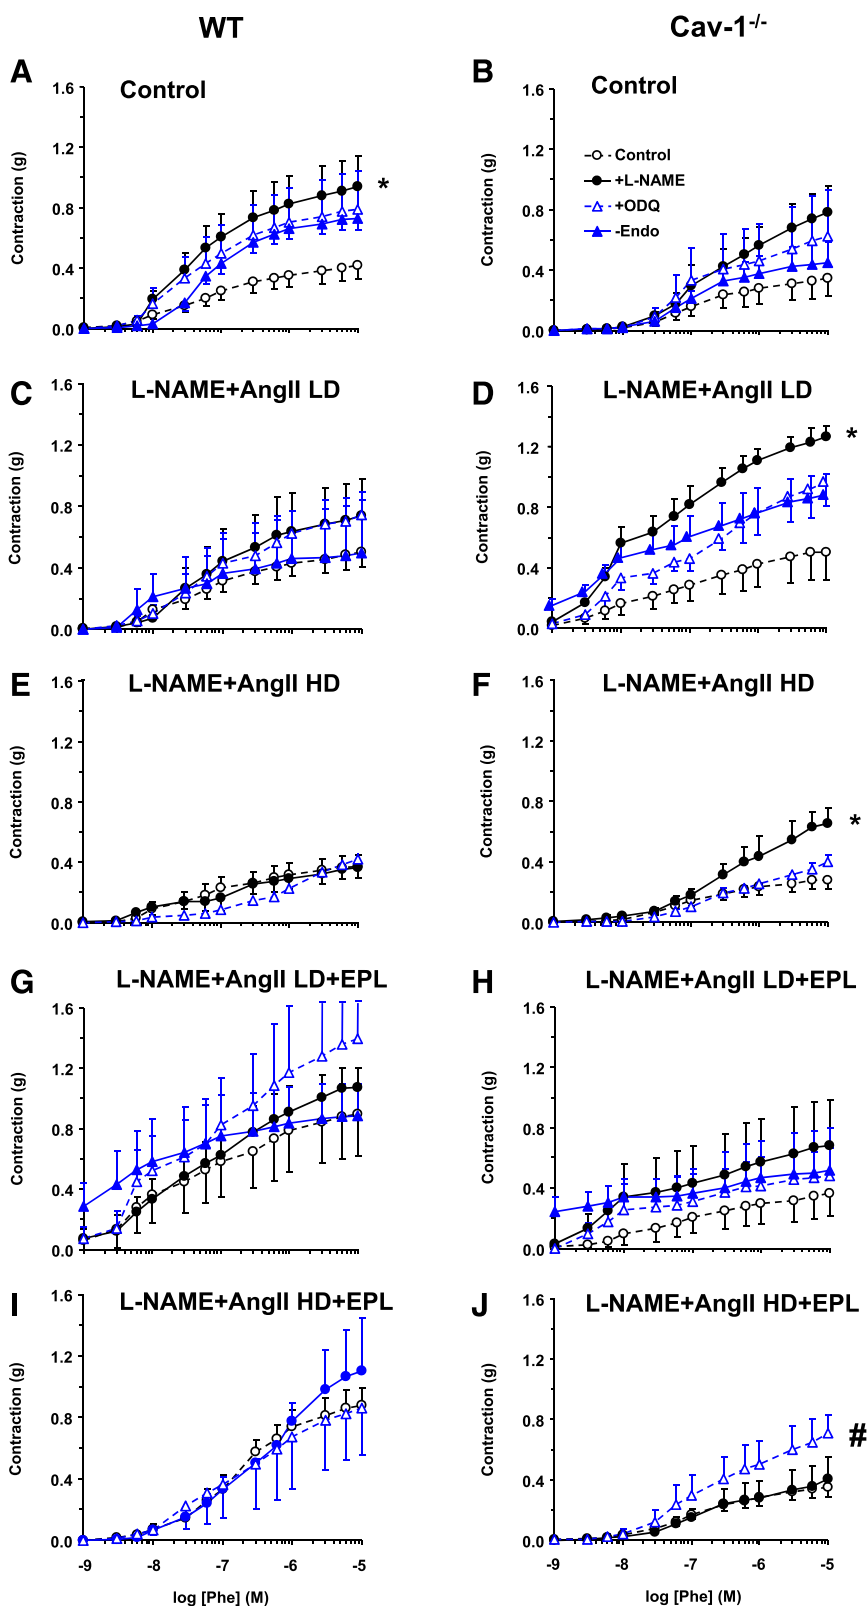 WT
Cav-1-/-
A
Control
Contraction (g)
1.6
1.2
0.8
0.4
0.0
*
B
Control
Contraction (g)
1.6
1.2
0.8
0.4
0.0
Control
+L-NAME
+ODQ
-Endo
C
L-NAME+AngII LD
Contraction (g)
1.6
1.2
0.8
0.4
0.0
D
L-NAME+AngII LD
Contraction (g)
1.6
1.2
0.8
0.4
0.0
*
E
L-NAME+AngII HD
Contraction (g)
1.6
1.2
0.8
0.4
0.0
F
L-NAME+AngII HD
Contraction (g)
1.6
1.2
0.8
0.4
0.0
*
G
L-NAME+AngII LD+EPL
Contraction (g)
1.6
1.2
0.8
0.4
0.0
H
L-NAME+AngII LD+EPL
Contraction (g)
1.6
1.2
0.8
0.4
0.0
I
L-NAME+AngII HD+EPL
Contraction (g)
1.6
1.2
0.8
0.4
0.0
-9 -8 -7 -6 -5
log [Phe] (M)
J
L-NAME+AngII HD+EPL
Contraction (g)
1.6
1.2
0.8
0.4
0.0
#
-9 -8 -7 -6 -5
log [Phe] (M)